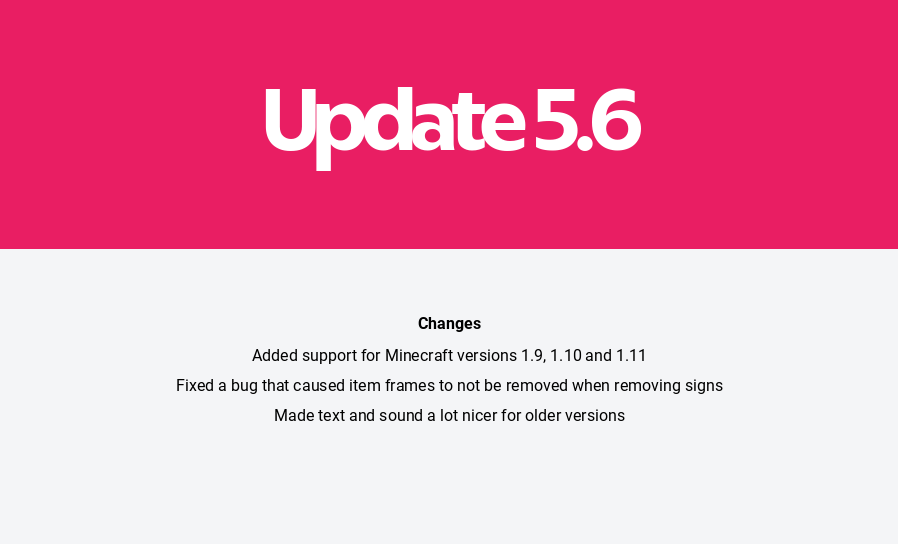 Update 5.6
Changes
Added support for Minecraft versions 1.9, 1.10 and 1.11
Fixed a bug that caused item frames to not be removed when removing signs
Made text and sound a lot nicer for older versions